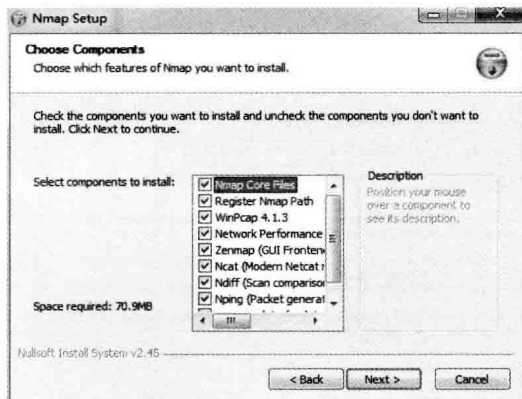 Nmap Setup
Choose Components
Choose which features of Nmap you want to install.
Check the components you want to install and uncheck the components you don't want to
install. Click Next to continue.
Select components to install:
Nmap Core Files
Register Nmap Path
WinPcap 4.1.3
Network Performance
Zenmap (GUI Fronten
Ncat (Modern Netcat r
Ndiff (Scan comparison
Nping (Packet generat
Description
Position your mouse
over a component to
see its description.
Space required: 70.9MB
Nullsoft Install System v2.46
< Back
Next >
Cancel